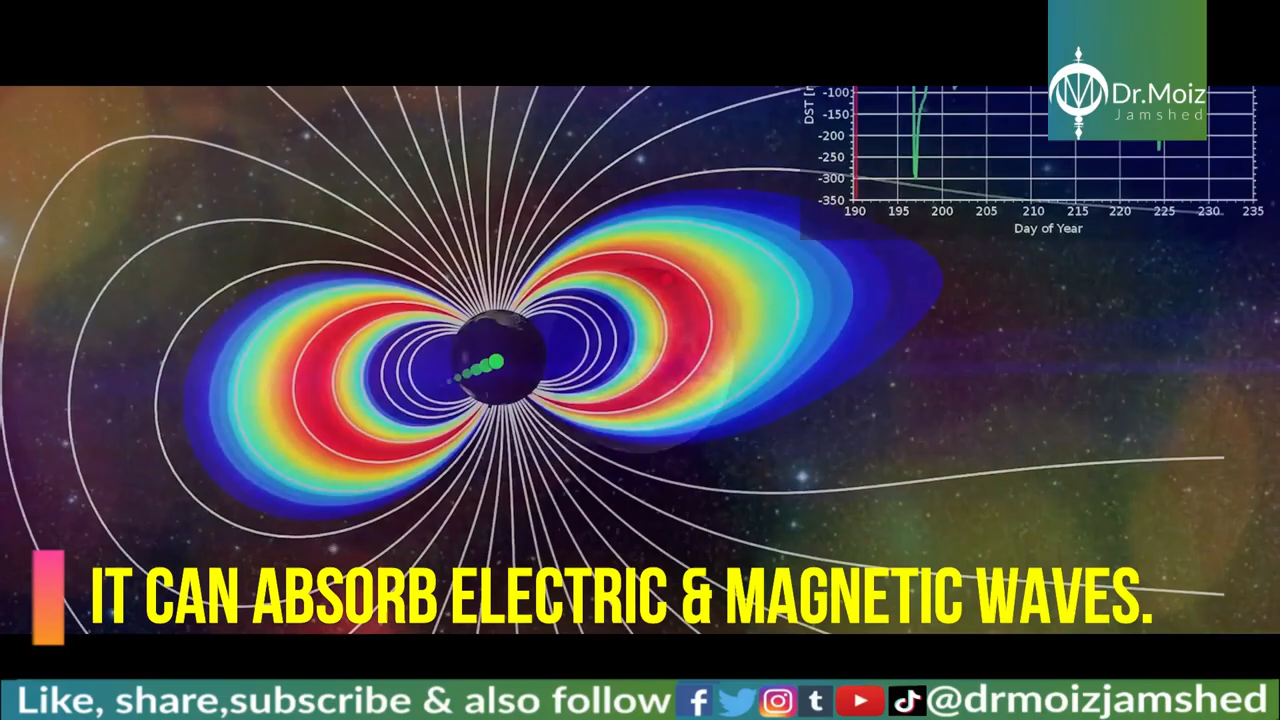 Dr.Moiz
Jamshed
DST [
-100
-150
-200
-250
-300
-350
190 195 200 205 210 215 220 225 230 235
Day of Year
IT CAN ABSORB ELECTRIC & MAGNETIC WAVES.
Like, share,subscribe & also follow @drmoizjamshed